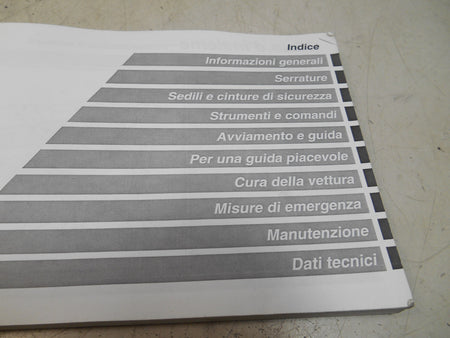 Indice
Informazioni generali
Serrature
Sedili e cinture di sicurezza
Strumenti e comandi
Avviamento e guida
Per una guida piacevole
Cura della vettura
Misure di emergenza
Manutenzione
Dati tecnici